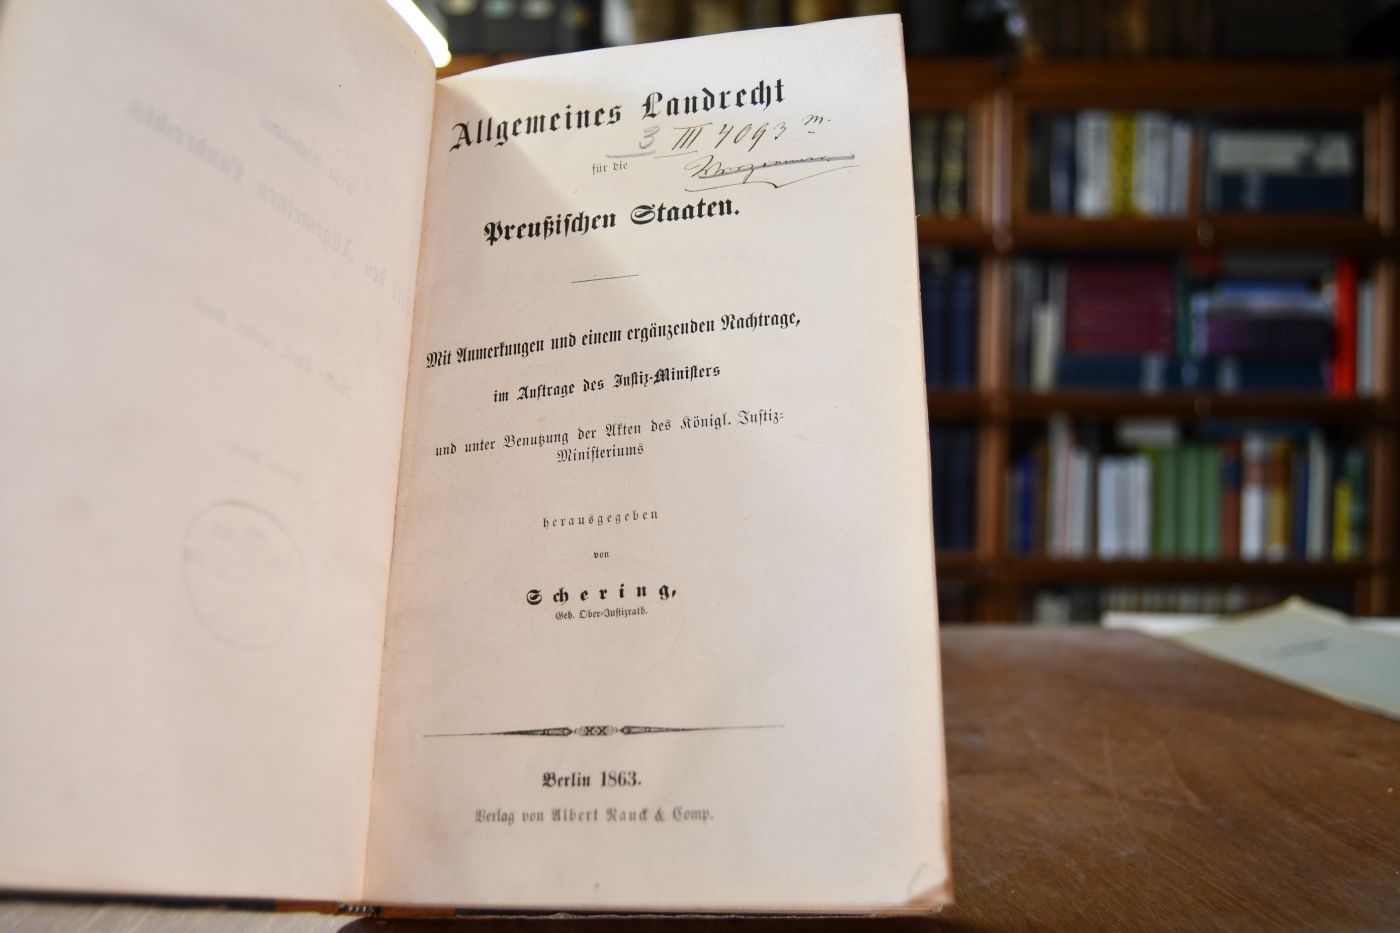 Allgemeines Landrecht
3 III 4093 m.
für die
Preußischen Staaten.
Mit Anmerkungen und einem ergänzenden Nachtrage,
im Auftrage des Justiz-Ministers
und unter Benutzung der Akten des Königl. Justiz-
Ministeriums
herausgegeben
von
Schering,
Geh. Ober-Justizrath.
Berlin 1863.
Verlag von Albert Nauck & Comp.